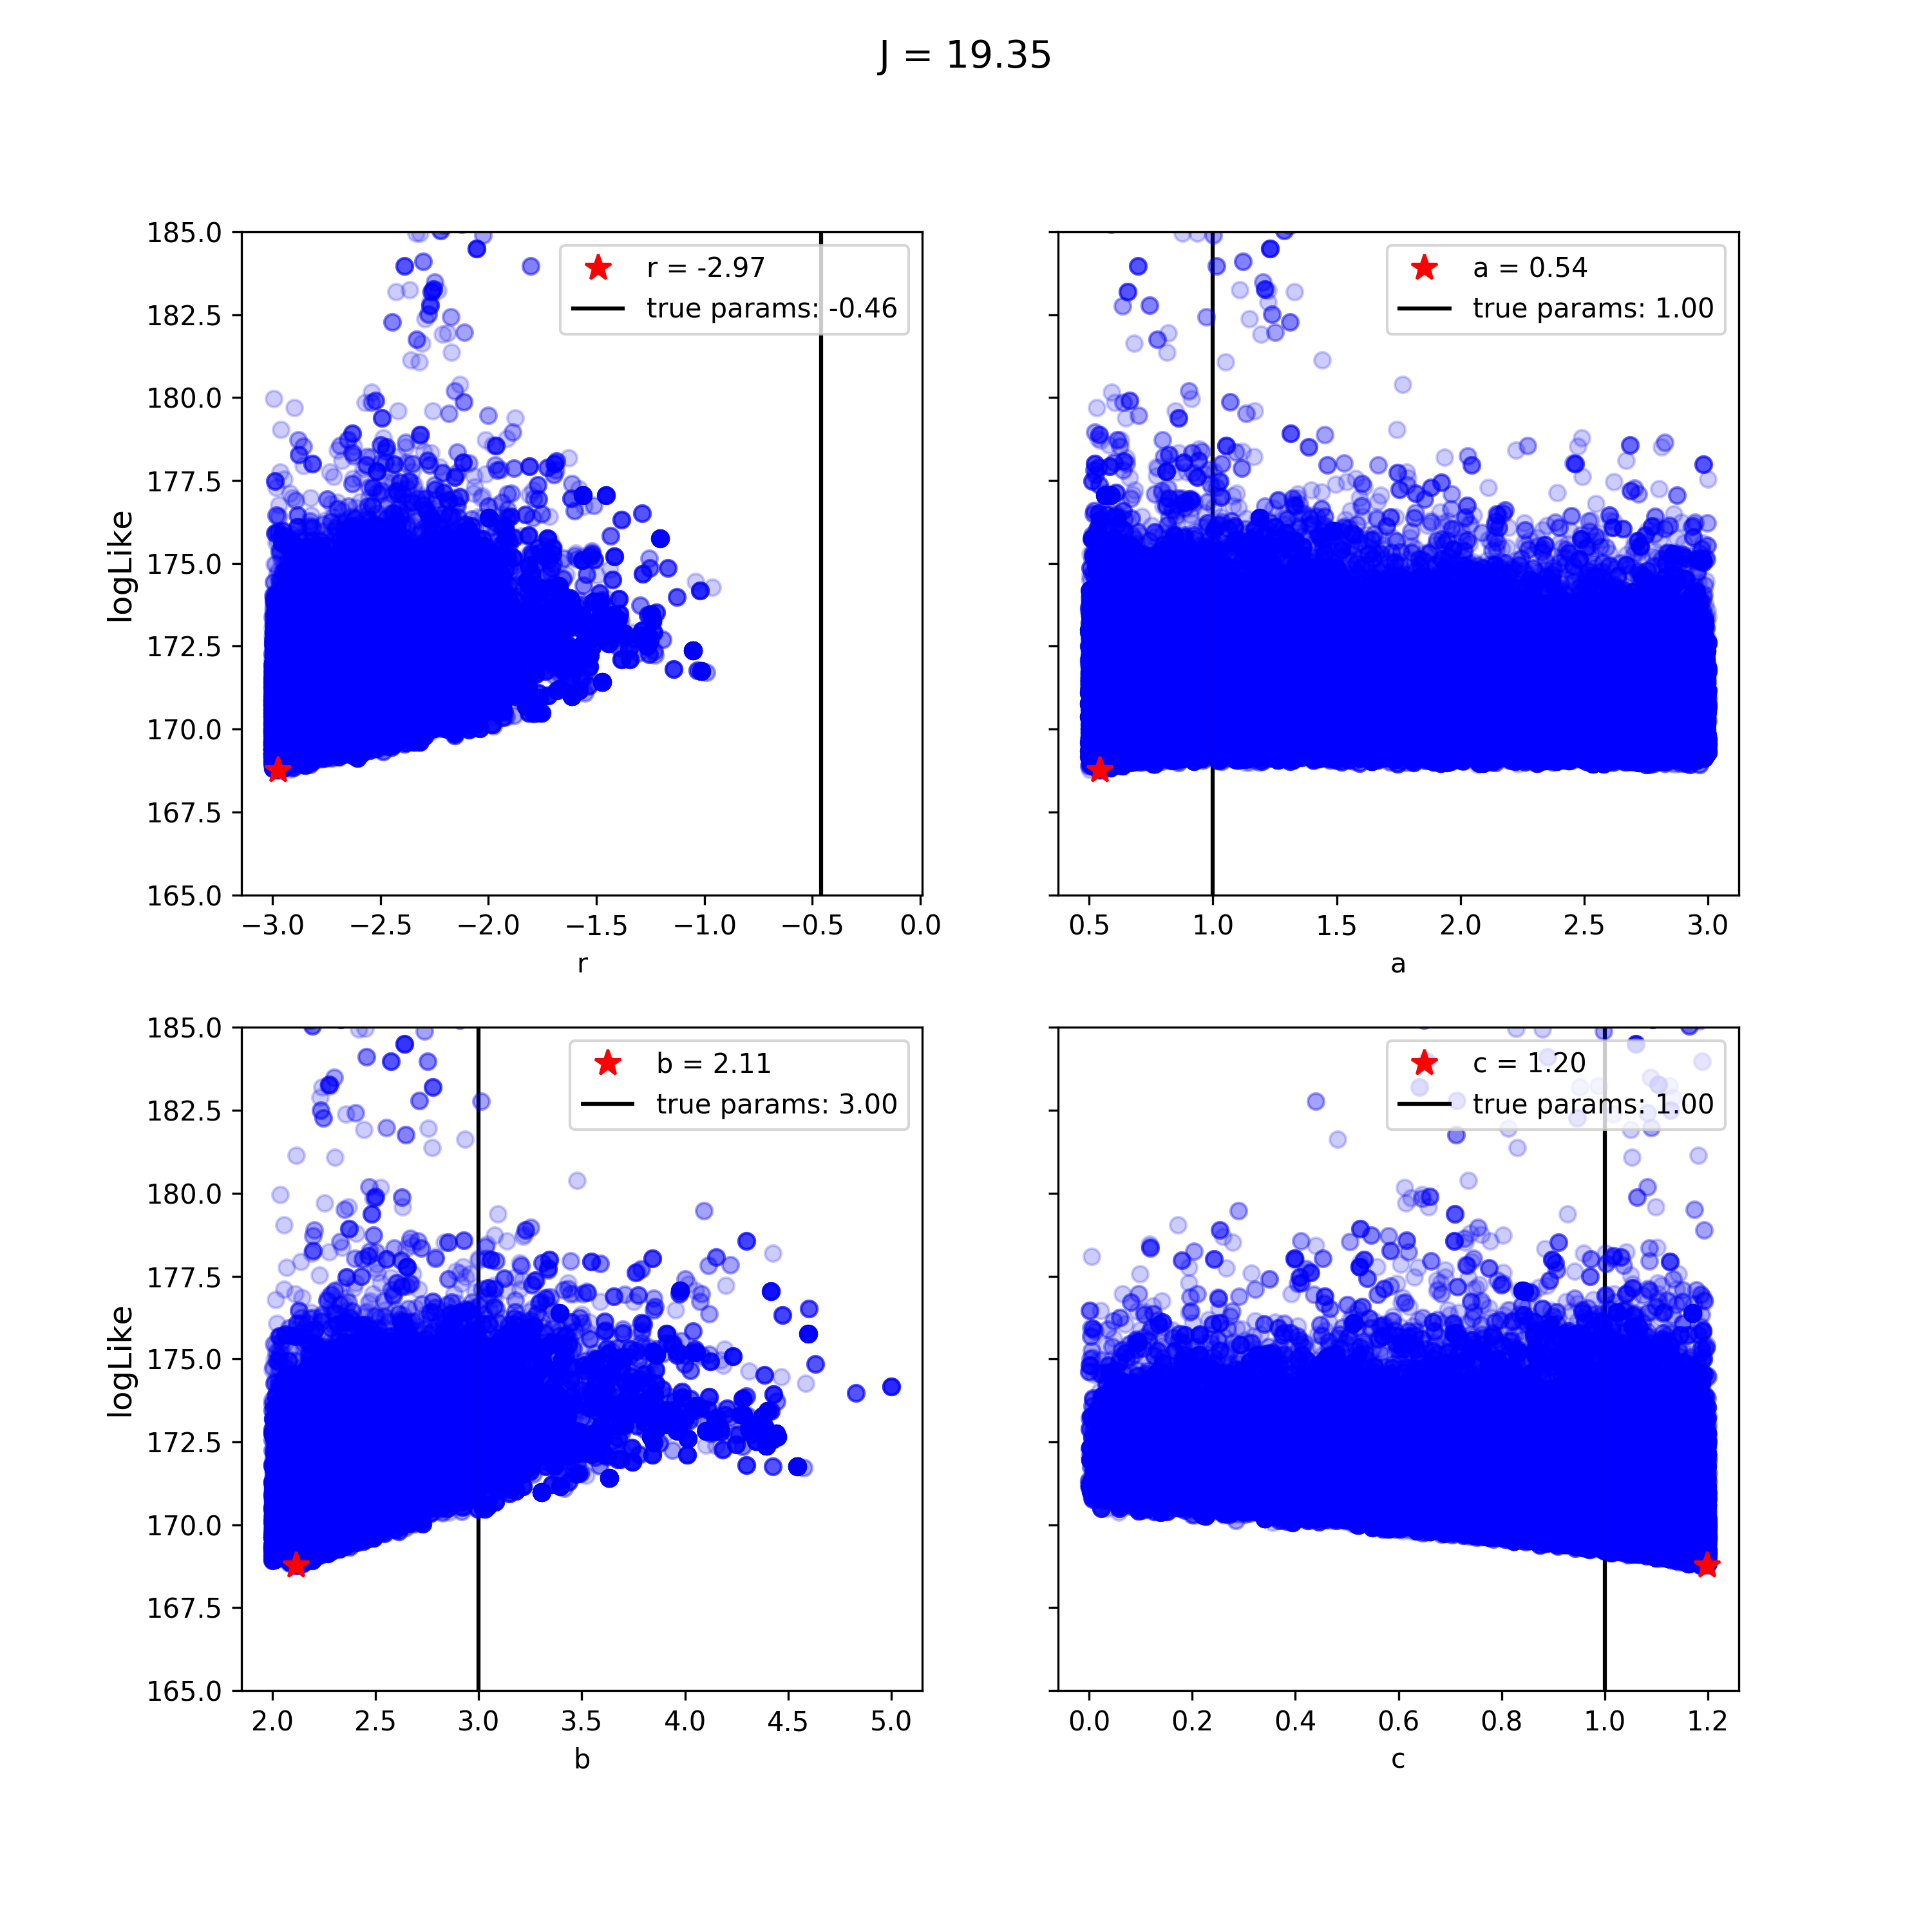 J = 19.35
185.0
182.5
180.0
177.5
175.0
172.5
170.0
167.5
165.0
logLike
−3.0 −2.5 −2.0 −1.5 −1.0 −0.5 0.0
r
r = -2.97
true params: -0.46
0.5 1.0 1.5 2.0 2.5 3.0
a
a = 0.54
true params: 1.00
185.0
182.5
180.0
177.5
175.0
172.5
170.0
167.5
165.0
logLike
2.0 2.5 3.0 3.5 4.0 4.5 5.0
b
b = 2.11
true params: 3.00
0.0 0.2 0.4 0.6 0.8 1.0 1.2
c
c = 1.20
true params: 1.00